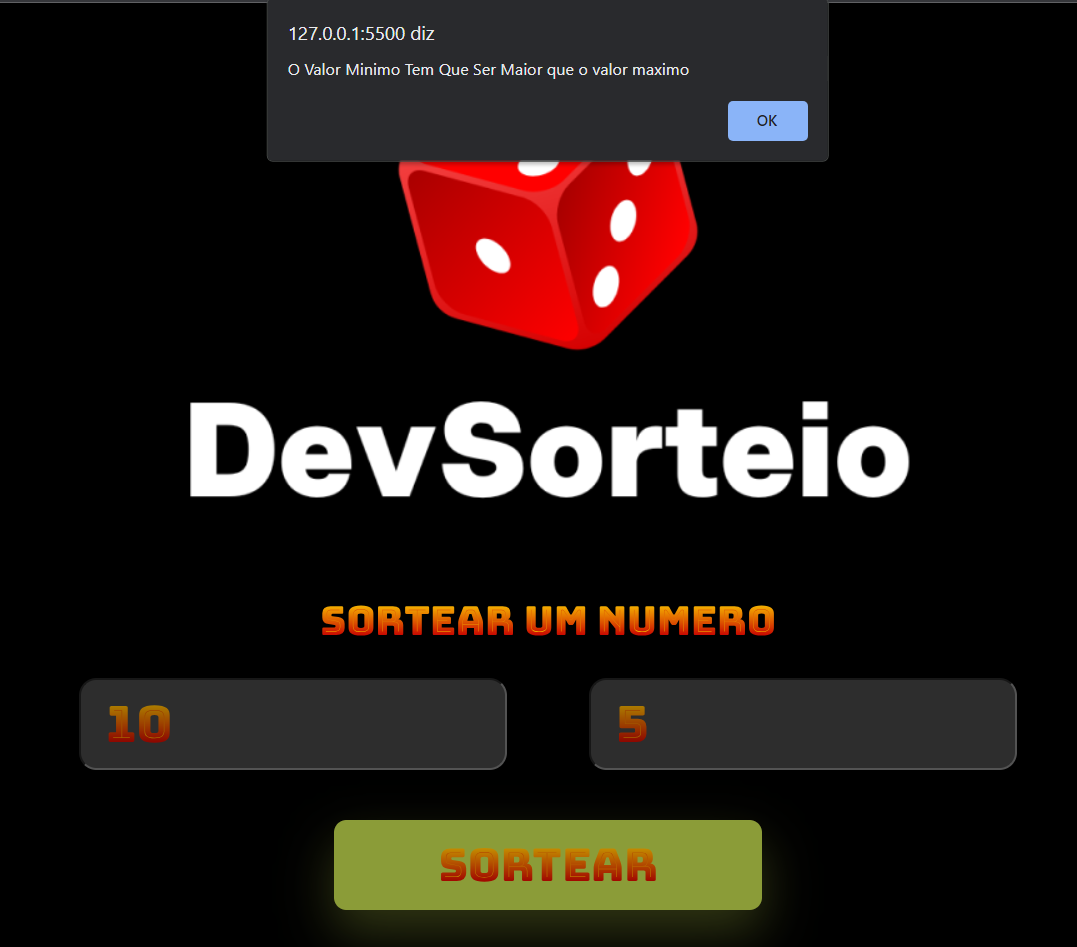 127.0.0.1:5500 diz
O Valor Minimo Tem Que Ser Maior que o valor maximo
OK
DevSorteio
SORTEAR UM NUMERO
10 5
SORTEAR